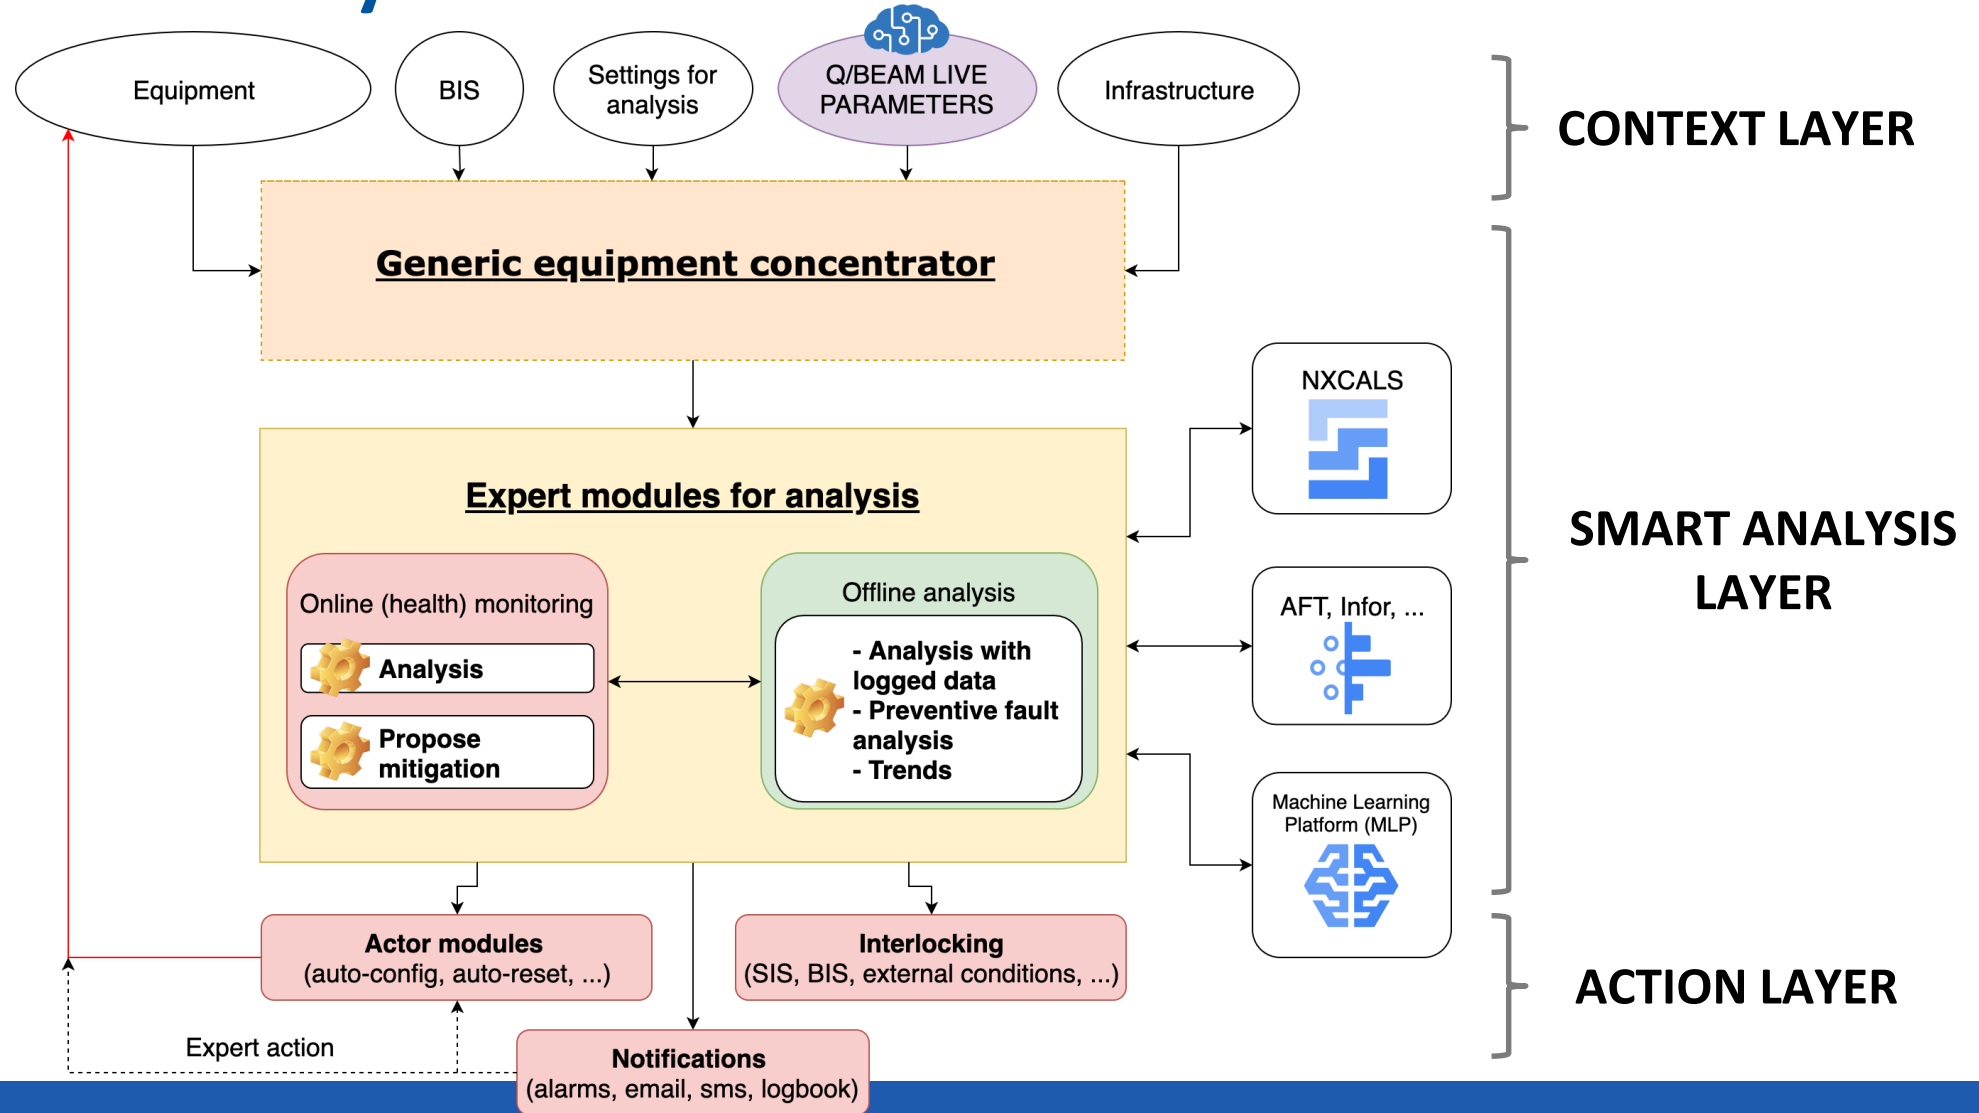 Equipment
BIS
Settings for
analysis
Q/BEAM LIVE
PARAMETERS
Infrastructure
CONTEXT LAYER
Generic equipment concentrator
NXCALS
Expert modules for analysis
SMART ANALYSIS
LAYER
Online (health) monitoring
Analysis
Propose
mitigation
Offline analysis
- Analysis with
logged data
- Preventive fault
analysis
- Trends
AFT, Infor, ...
Machine Learning
Platform (MLP)
Actor modules
(auto-config, auto-reset, ...)
Interlocking
(SIS, BIS, external conditions, ...)
ACTION LAYER
Expert action
Notifications
(alarms, email, sms, logbook)